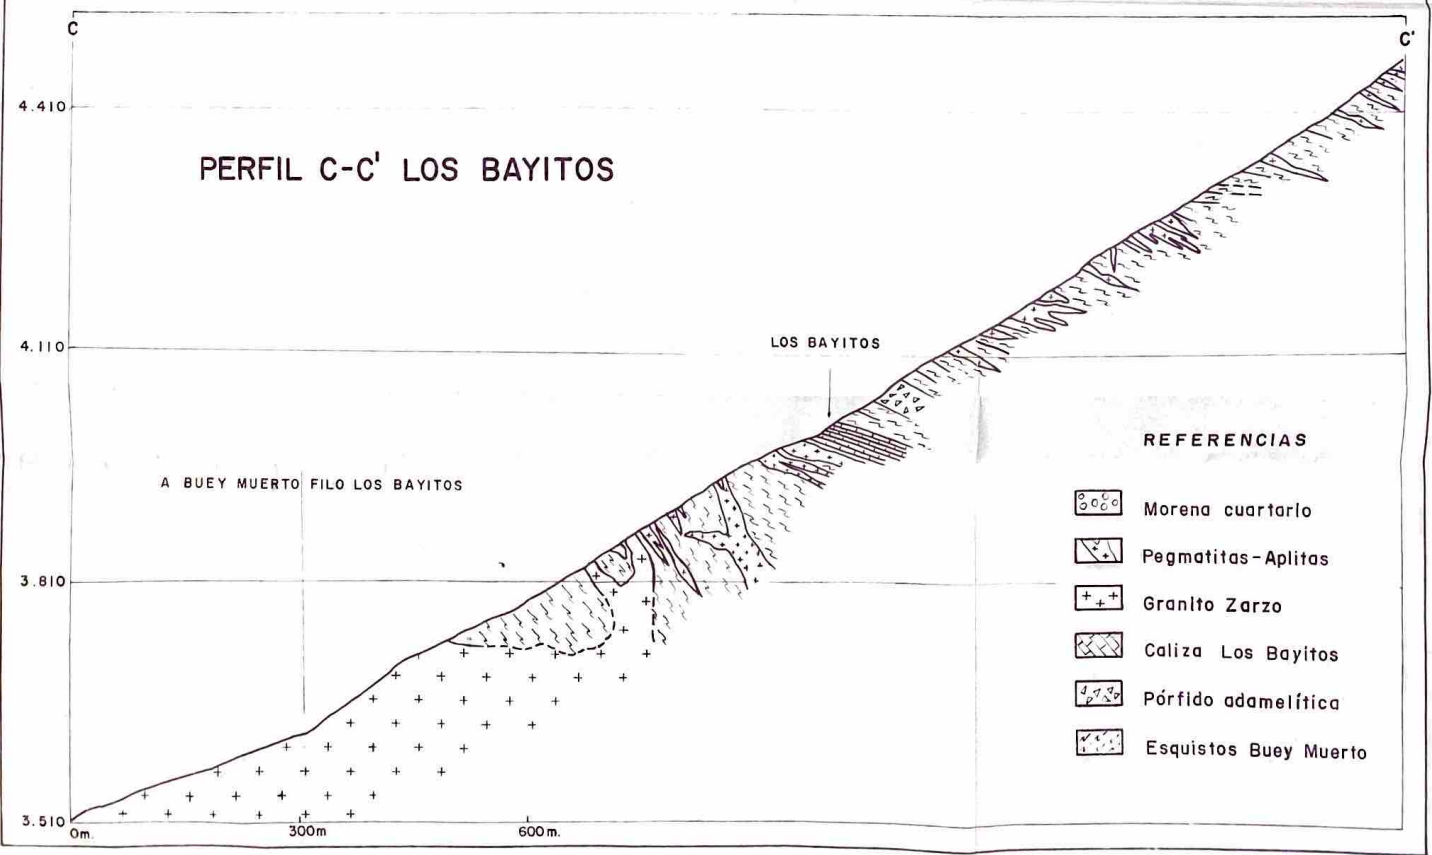 C
C'
4.410
PERFIL C-C' LOS BAYITOS
4.110
LOS BAYITOS
REFERENCIAS
A BUEY MUERTO FILO LOS BAYITOS
Morena cuartario
Pegmatitas-Aplitas
3.810
Granito Zarzo
Caliza Los Bayitos
Pórfido adamelítica
Esquistos Buey Muerto
3.510
0m.
300m
600m.